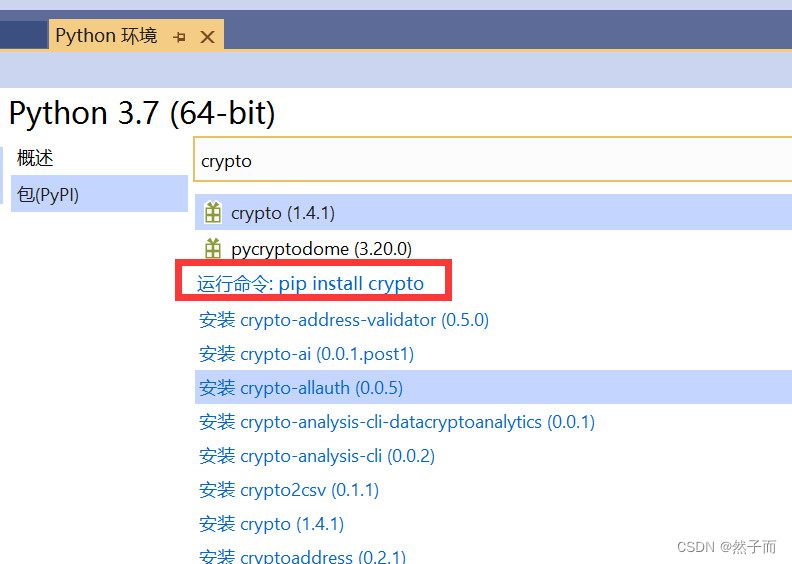 Python 环境
Python 3.7 (64-bit)
概述
包(PyPI)
crypto
crypto (1.4.1)
pycryptodome (3.20.0)
运行命令: pip install crypto
安装 crypto-address-validator (0.5.0)
安装 crypto-ai (0.0.1.post1)
安装 crypto-allauth (0.0.5)
安装 crypto-analysis-cli-datacryptoanalytics (0.0.1)
安装 crypto-analysis-cli (0.0.2)
安装 crypto2csv (0.1.1)
安装 crypto (1.4.1)
安装 cryptoaddress (0.2.1)
CSDN @然子而